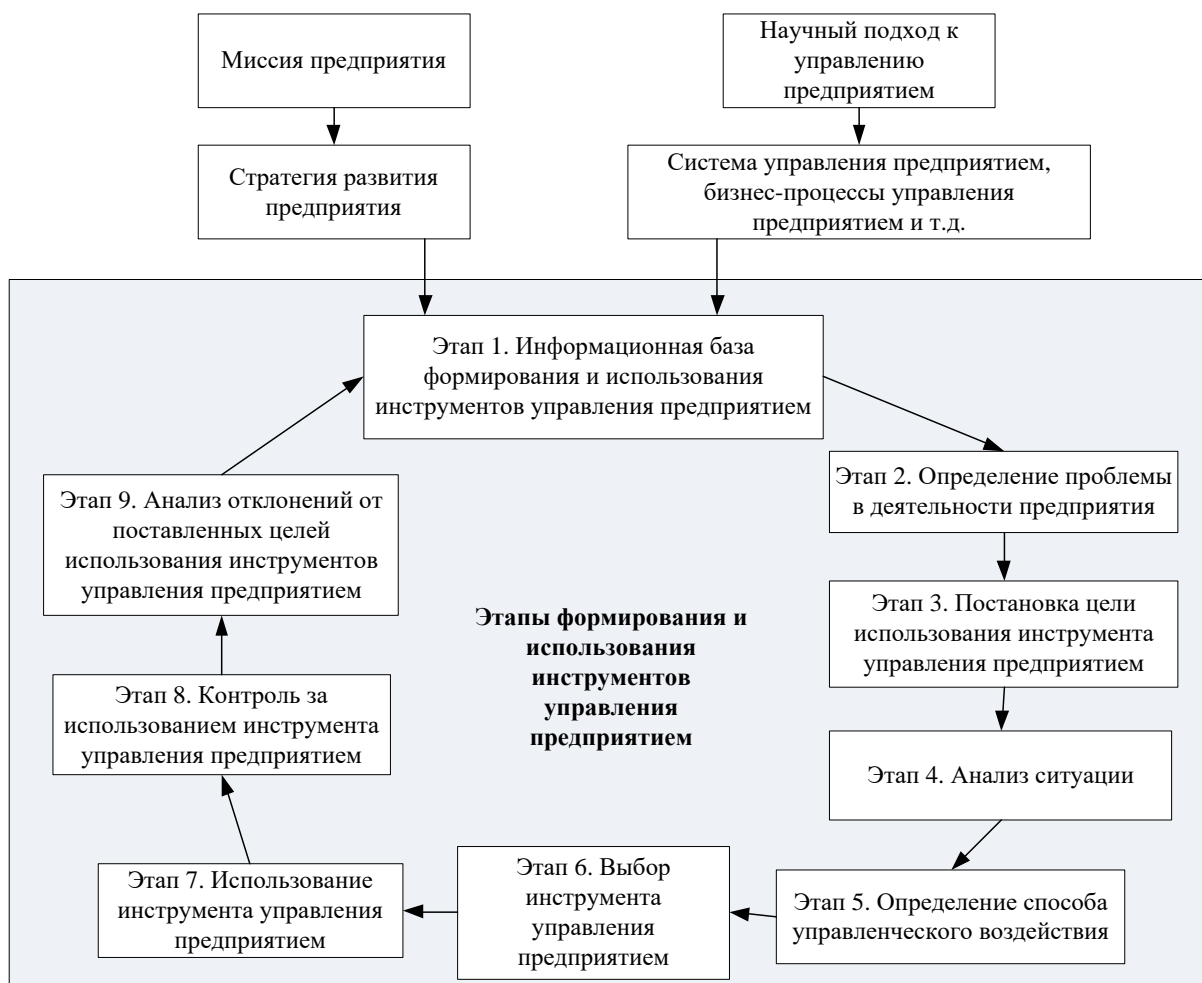 Миссия предприятия
Научный подход к
управлению
предприятием
Стратегия развития
предприятия
Система управления предприятием,
бизнес-процессы управления
предприятием и т.д.
Этап 1. Информационная база
формирования и использования
инструментов управления предприятием
Этап 2. Определение проблемы
в деятельности предприятия
Этап 3. Постановка цели
использования инструмента
управления предприятием
Этап 4. Анализ ситуации
Этап 5. Определение способа
управленческого воздействия
Этап 6. Выбор
инструмента
управления
предприятием
Этап 7. Использование
инструмента управления
предприятием
Этап 8. Контроль за
использованием инструмента
управления предприятием
Этап 9. Анализ отклонений от
поставленных целей
использования инструментов
управления предприятием
Этапы формирования и
использования
инструментов
управления
предприятием